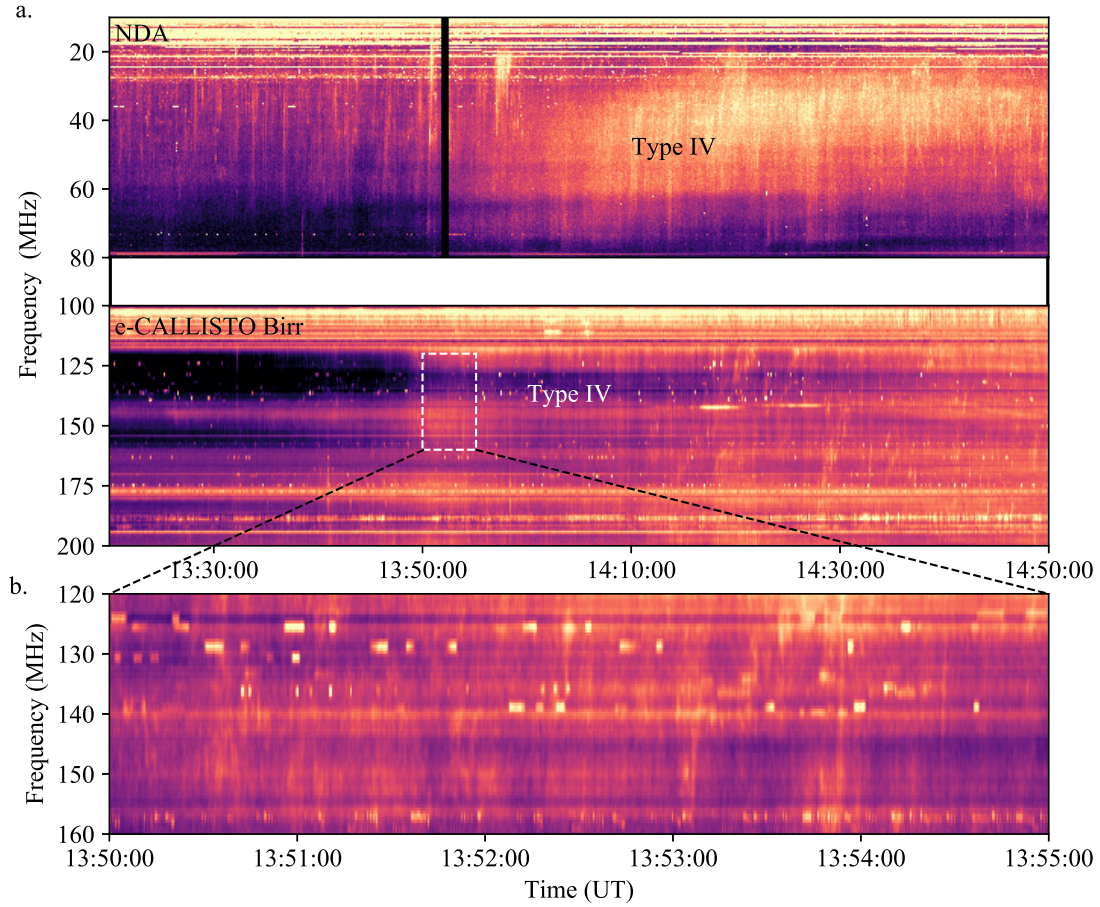 a.
NDA
20
40
60
80
Type IV
Frequency (MHz)
100
125
150
175
200
e-CALLISTO Birr
Type IV
13:30:00 13:50:00 14:10:00 14:30:00 14:50:00
b.
120
130
140
150
160
Frequency (MHz)
13:50:00 13:51:00 13:52:00 13:53:00 13:54:00 13:55:00
Time (UT)